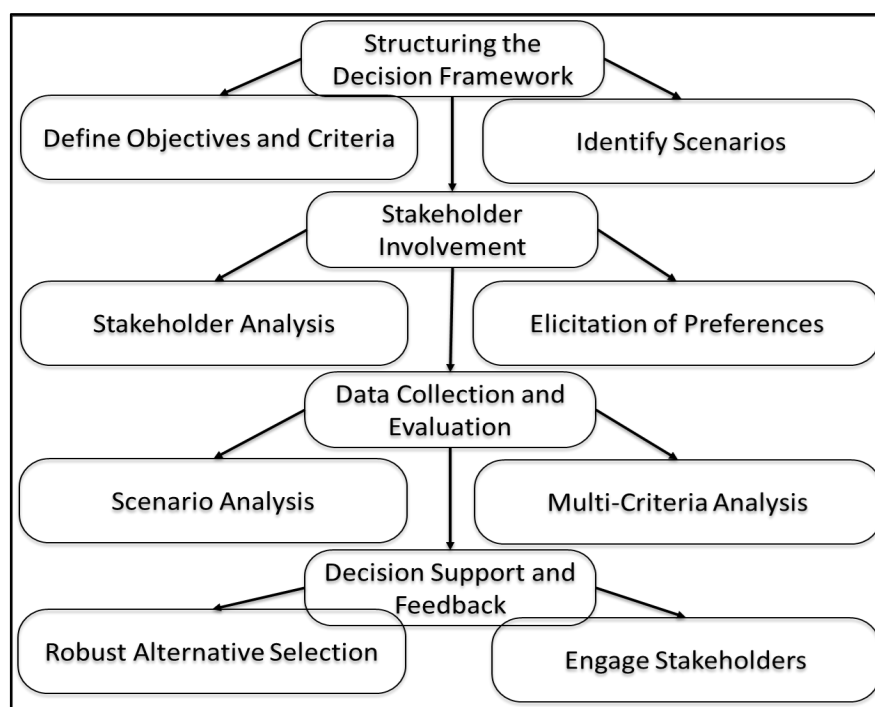 Structuring the
Decision Framework
Define Objectives and Criteria
Identify Scenarios
Stakeholder
Involvement
Stakeholder Analysis
Elicitation of Preferences
Data Collection and
Evaluation
Scenario Analysis
Multi-Criteria Analysis
Decision Support and
Feedback
Robust Alternative Selection
Engage Stakeholders